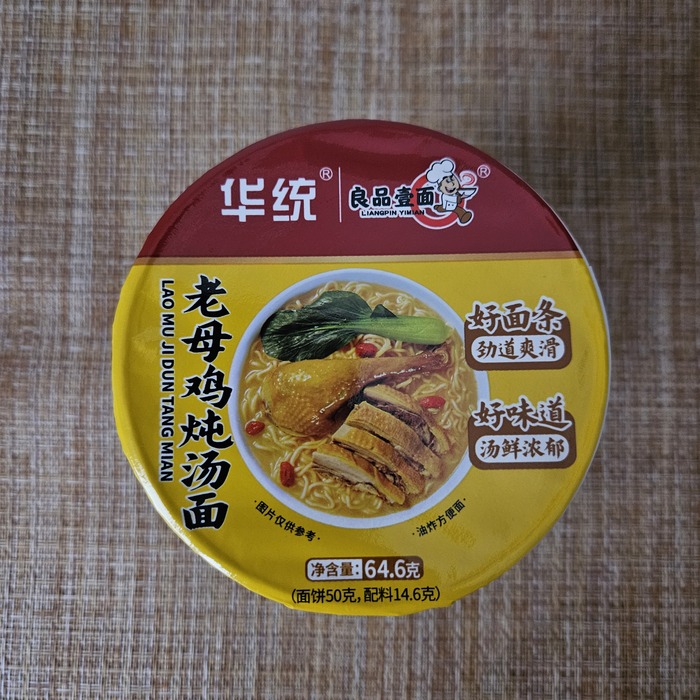 华统®
良品壹面®
LIANGPIN YIMIAN
老母鸡炖汤面
LAO MU JI DUN TANG MIAN
好面条
劲道爽滑
好味道
汤鲜浓郁
·图片仅供参考·
·油炸方便面·
净含量:64.6克
(面饼50克,配料14.6克)